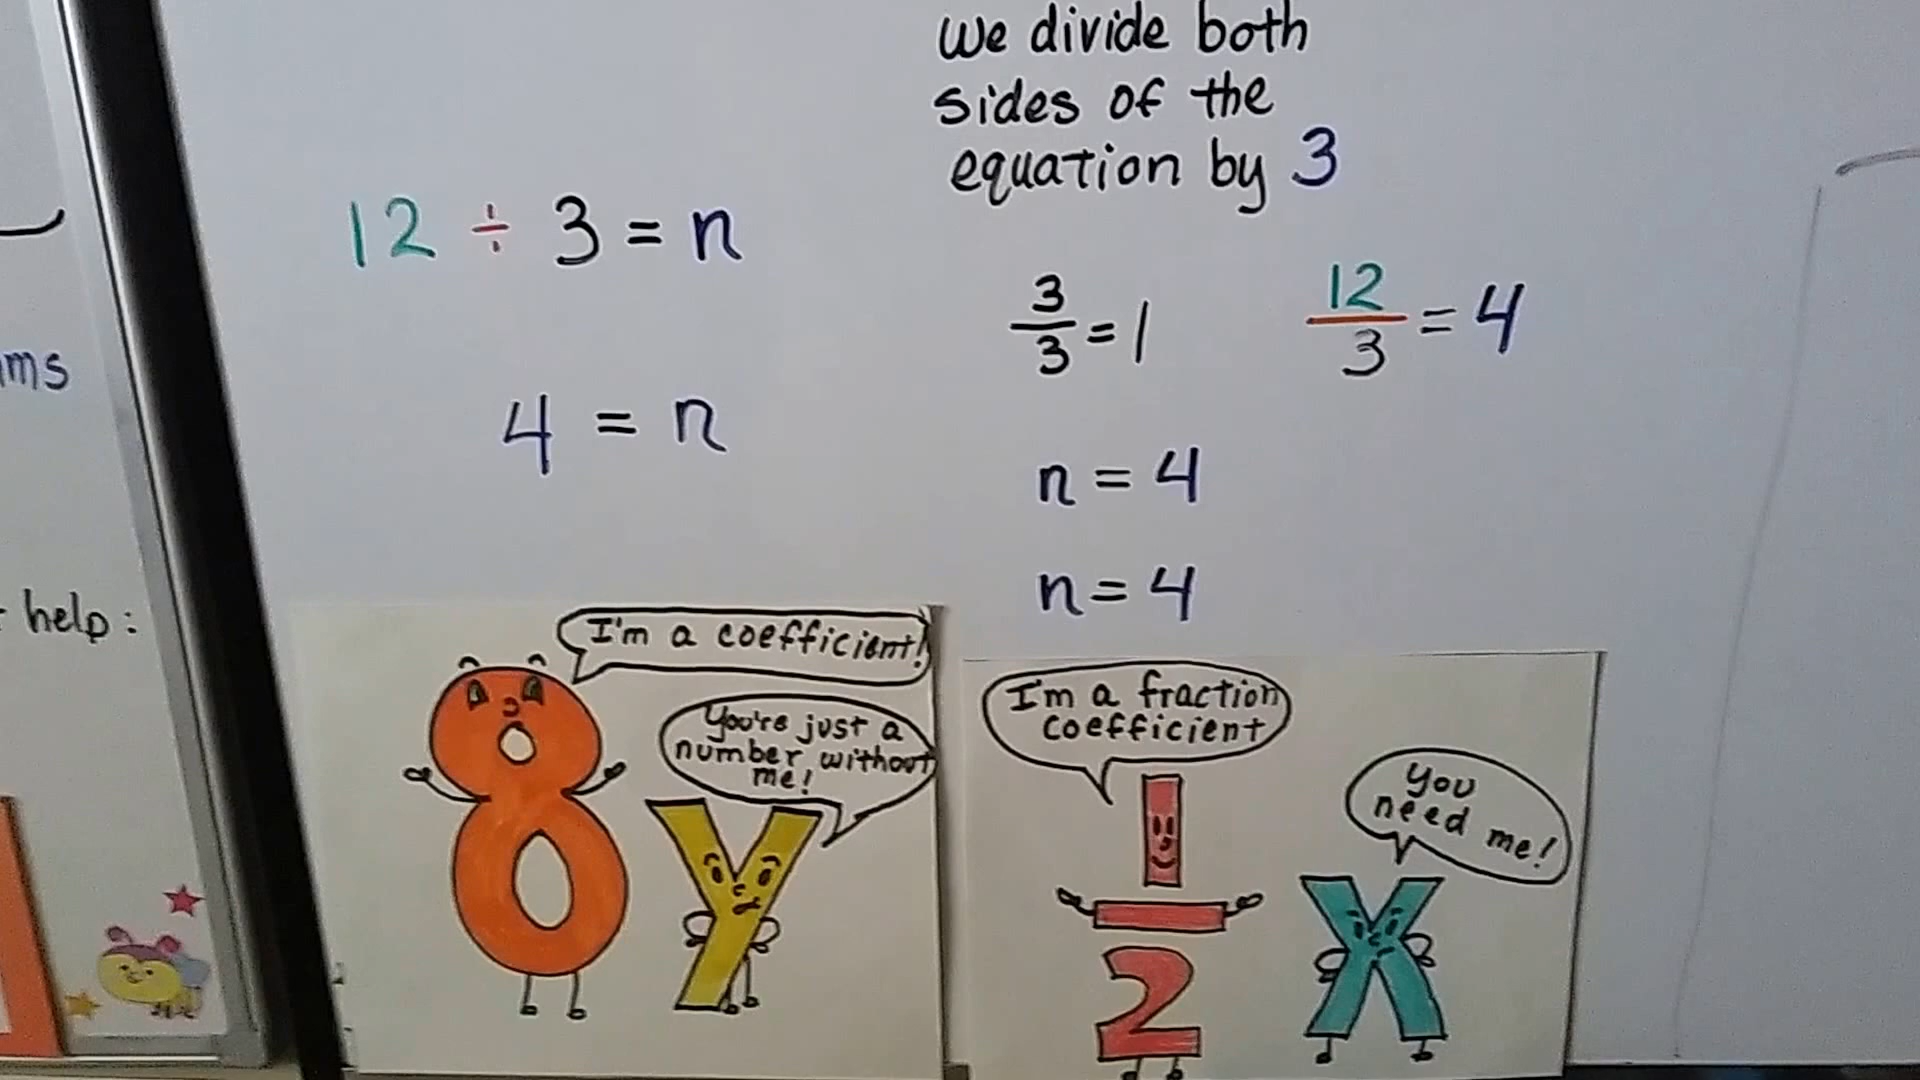 we divide both
sides of the
equation by 3
12 ÷ 3 = n
3/3 = 1
12/3 = 4
4 = n
n = 4
n = 4
help:
I'm a coefficient!
You're just a
number without
me!
8y
I'm a fraction
coefficient
You
need me!
1/2 x